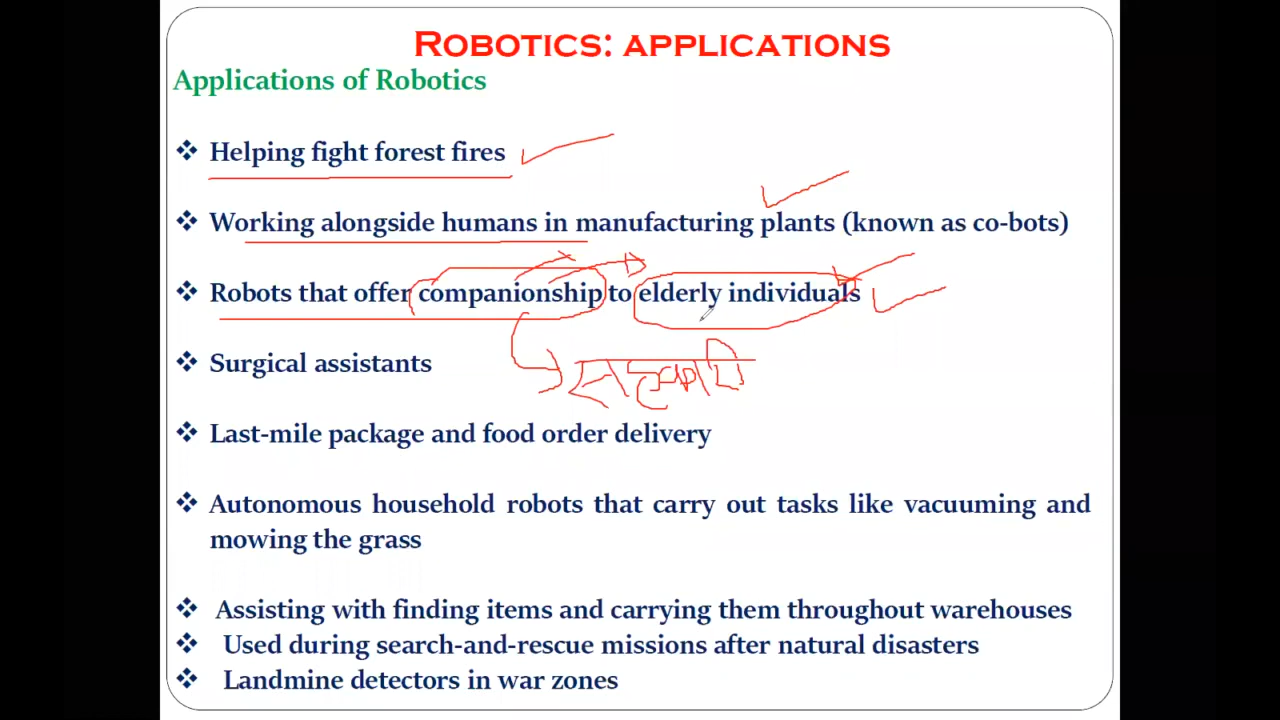 ROBOTICS: APPLICATIONS
Applications of Robotics
❖ Helping fight forest fires
❖ Working alongside humans in manufacturing plants (known as co-bots)
❖ Robots that offer companionship to elderly individuals
❖ Surgical assistants
❖ Last-mile package and food order delivery
❖ Autonomous household robots that carry out tasks like vacuuming and
mowing the grass
❖ Assisting with finding items and carrying them throughout warehouses
❖ Used during search-and-rescue missions after natural disasters
❖ Landmine detectors in war zones